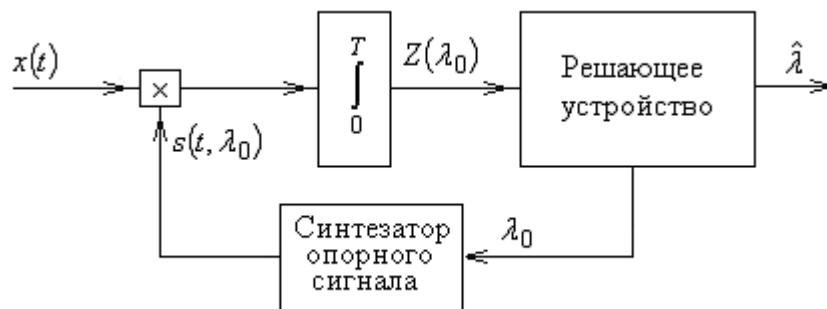 x(t)
×
s(t, λ₀)
T
∫
0
Z(λ₀)
Решающее
устройство
λ̂
Синтезатор
опорного
сигнала
λ₀